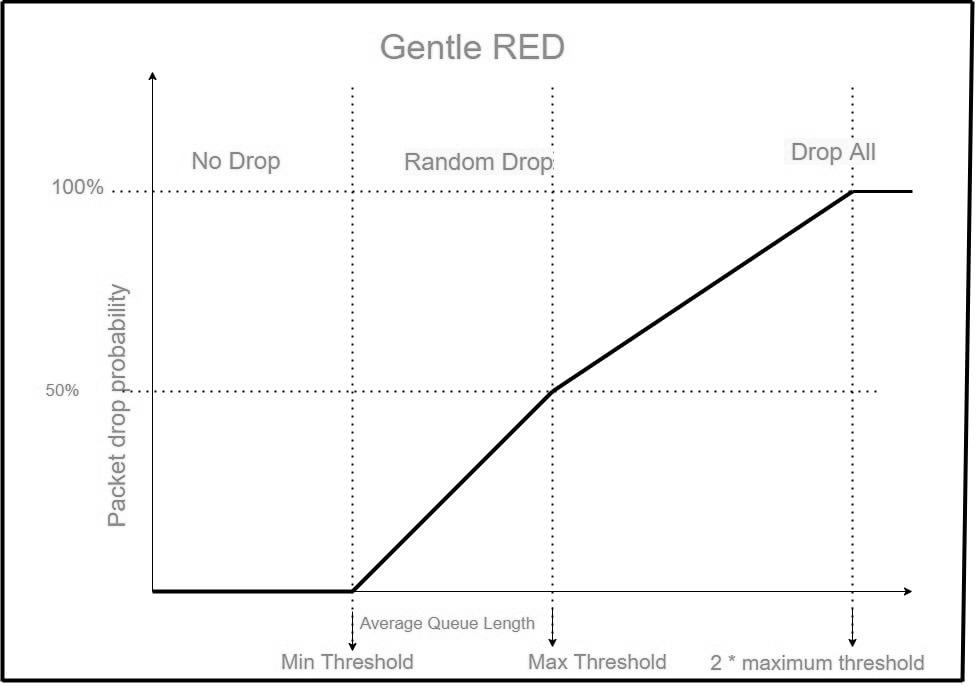 Gentle RED
No Drop
Random Drop
Drop All
100%
Packet drop probability
50%
Average Queue Length
Min Threshold
Max Threshold
2 * maximum threshold